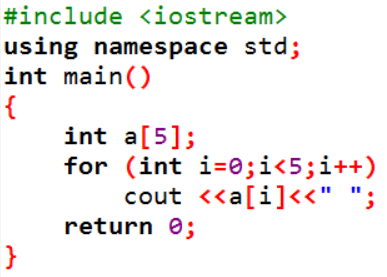 #include <iostream>
using namespace std;
int main()
{
    int a[5];
    for (int i=0;i<5;i++)
        cout <<a[i]<<" ";
    return 0;
}